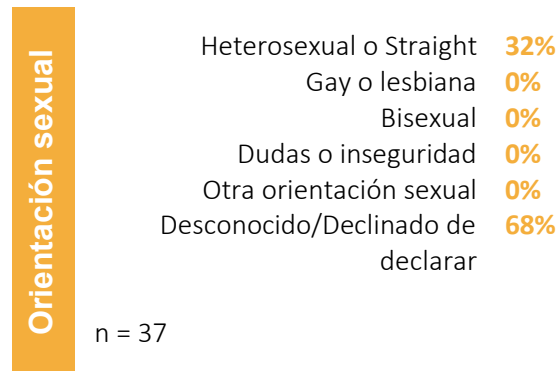 Orientación sexual
Heterosexual o Straight 32%
Gay o lesbiana 0%
Bisexual 0%
Dudas o inseguridad 0%
Otra orientación sexual 0%
Desconocido/Declinado de 68%
declarar
n = 37